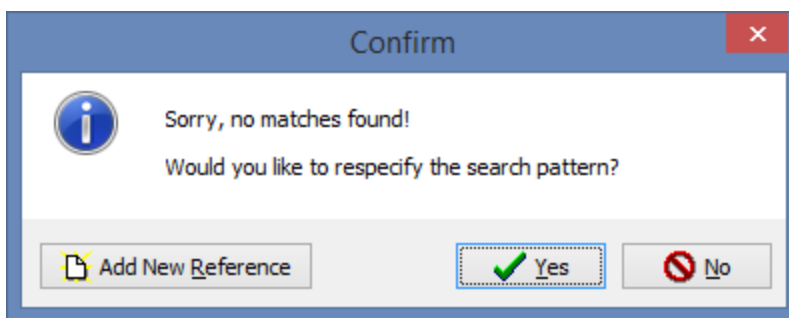 Confirm
Sorry, no matches found!
Would you like to respecify the search pattern?
Add New Reference
Yes
No